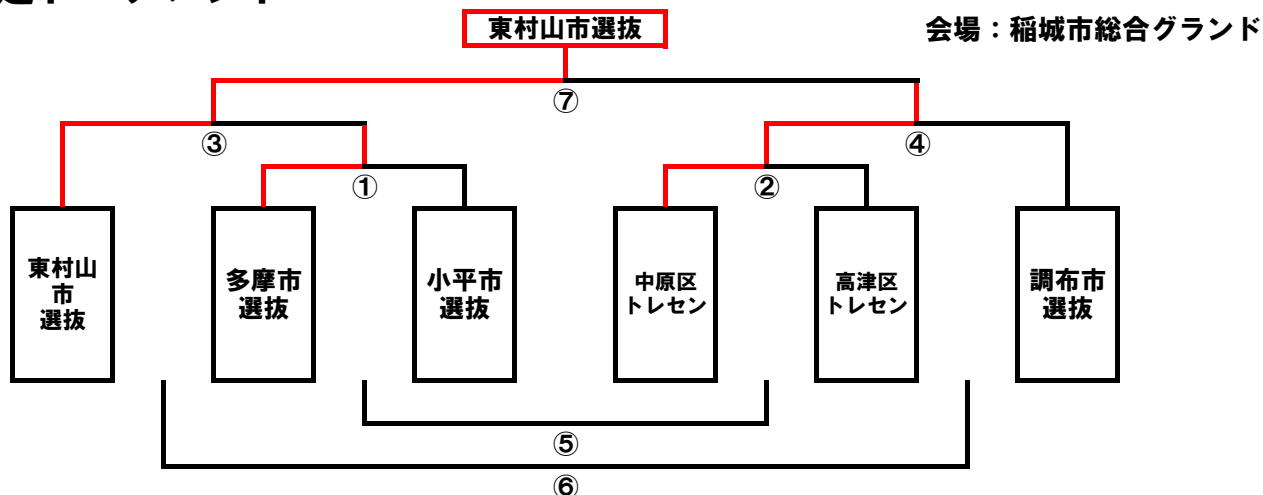 東村山市選抜
会場：稲城市総合グランド
⑦
③
④
①
②
東村山
市
選抜
多摩市
選抜
小平市
選抜
中原区
トレセン
高津区
トレセン
調布市
選抜
⑤
⑥